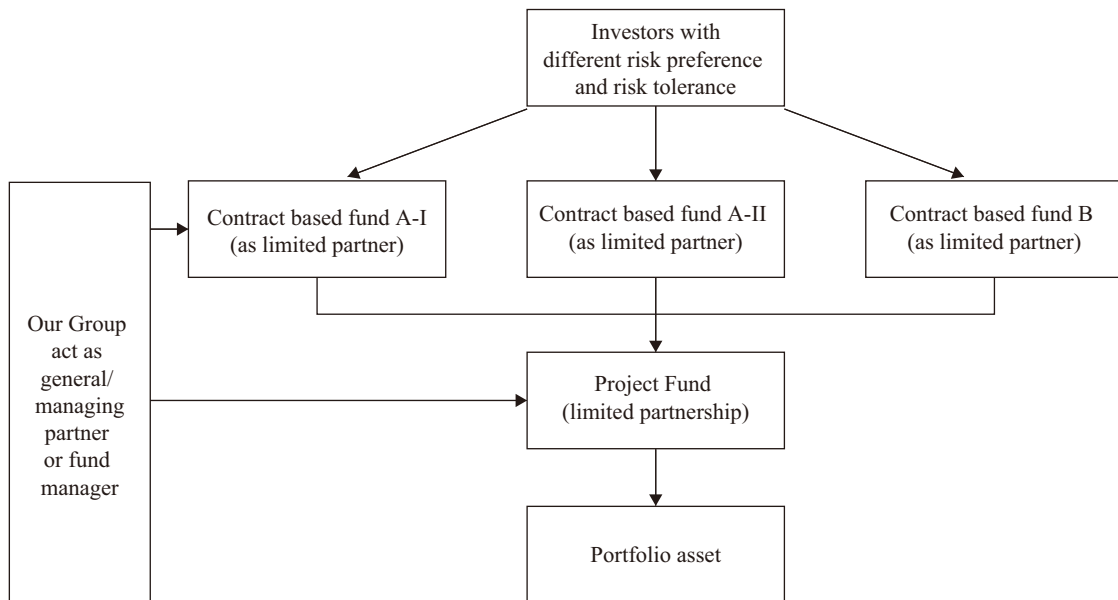 Investors with
different risk preference
and risk tolerance
Contract based fund A-I
(as limited partner)
Contract based fund A-II
(as limited partner)
Contract based fund B
(as limited partner)
Our Group
act as
general/
managing
partner
or fund
manager
Project Fund
(limited partnership)
Portfolio asset